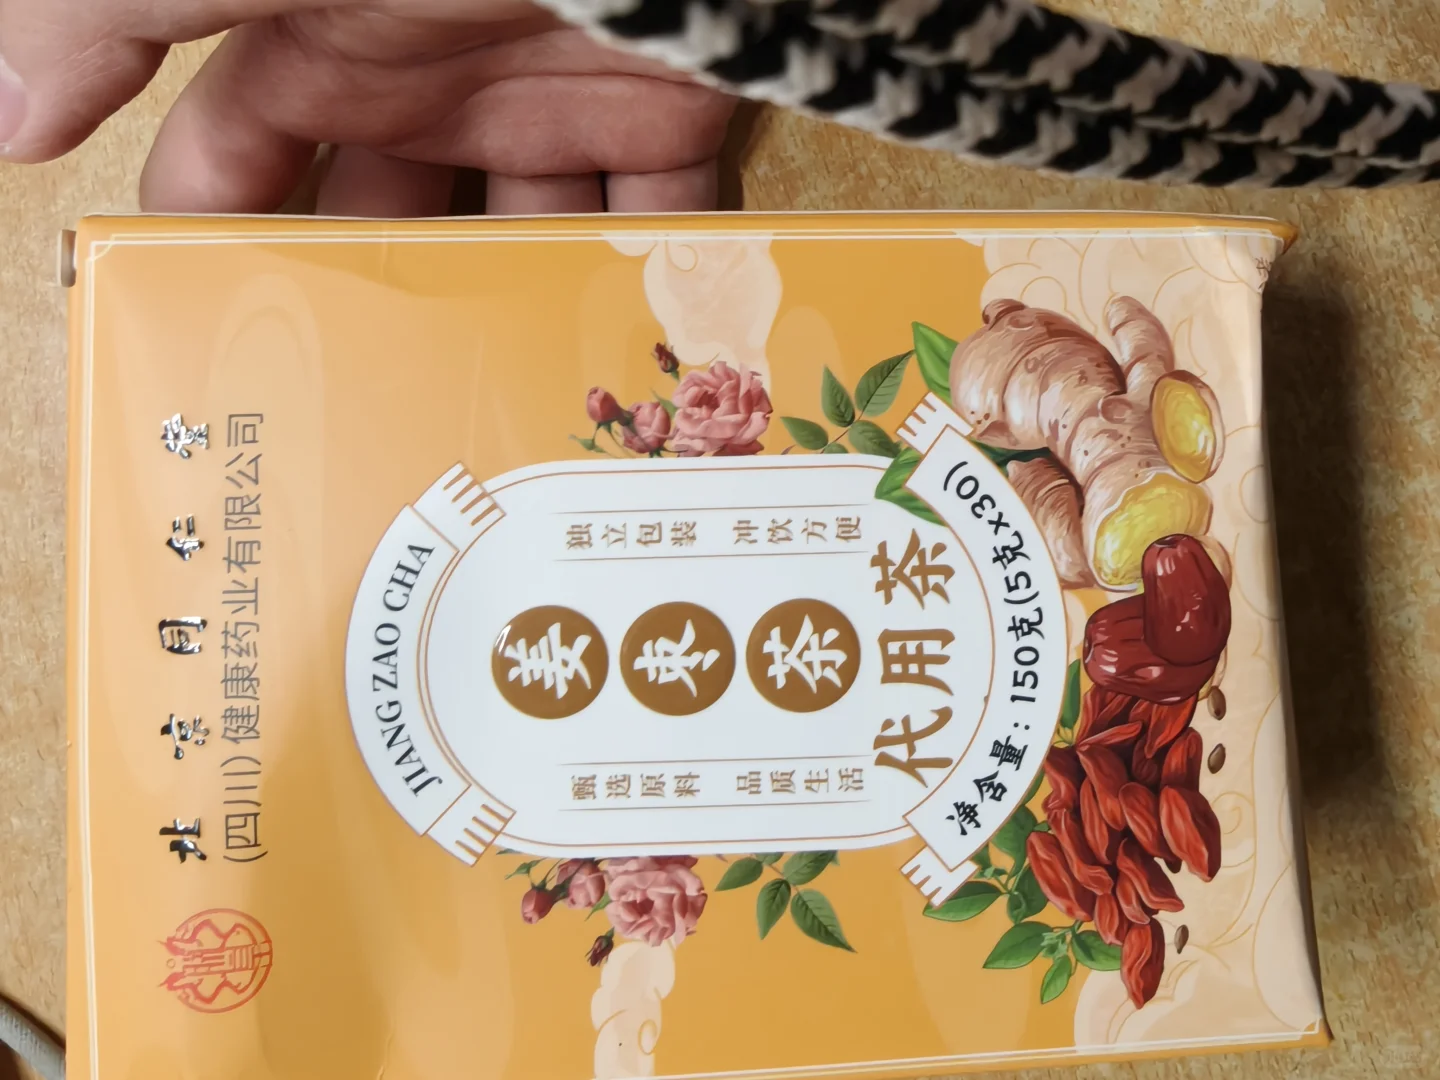 北京同仁堂
(四川)健康药业有限公司
JIANG ZAO CHA
甄选原料 品质生活
姜枣茶
独立包装 冲饮方便
代用茶
净含量：150克(5克×30)